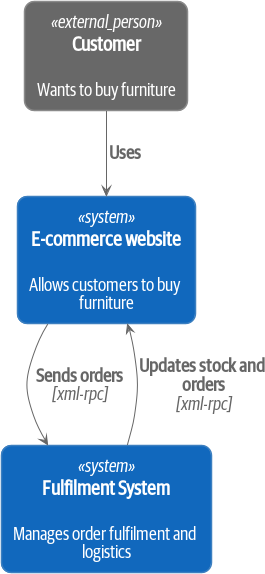 «external_person»
Customer
Wants to buy furniture
Uses
«system»
E-commerce website
Allows customers to buy
furniture
Sends orders
[xml-rpc]
Updates stock and
orders
[xml-rpc]
«system»
Fulfilment System
Manages order fulfilment and
logistics